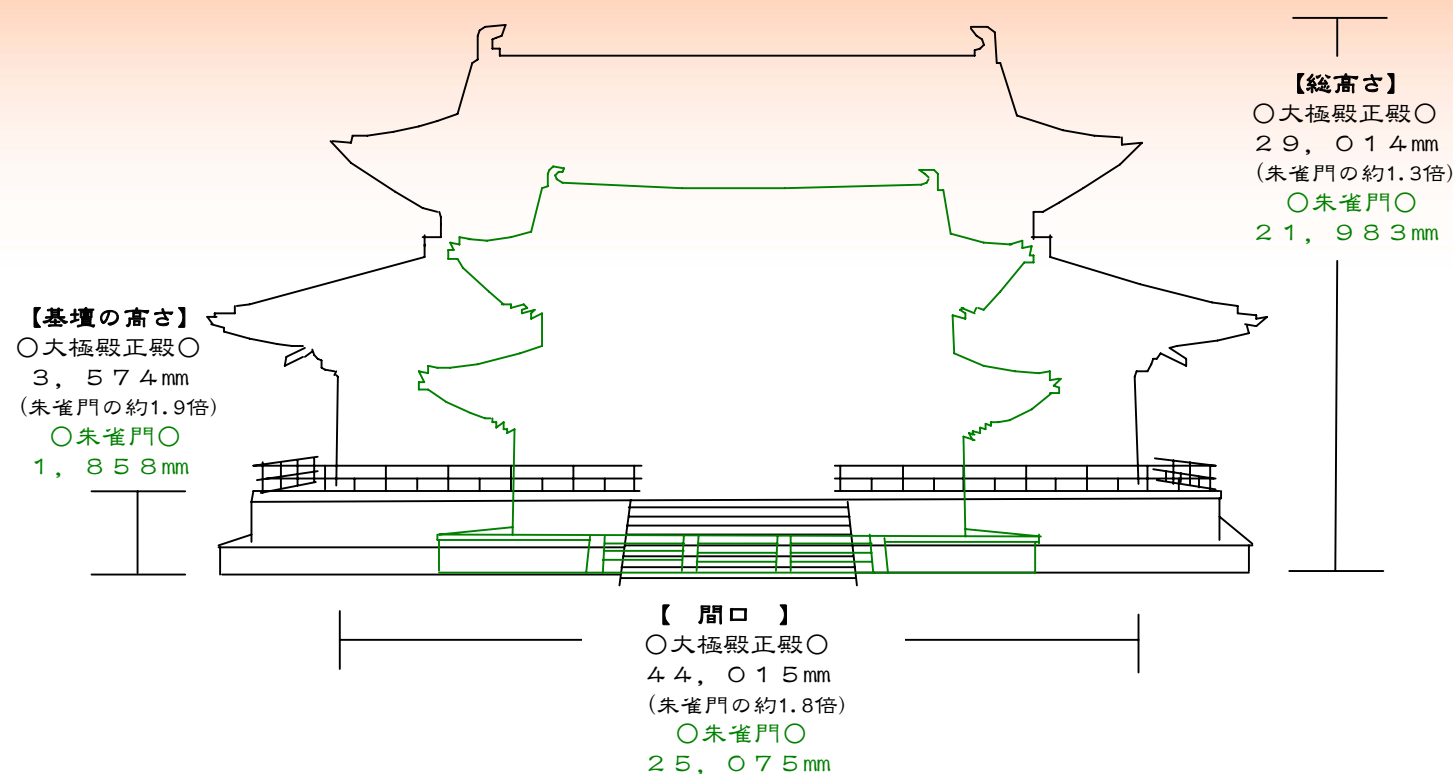 【総高さ】
○大極殿正殿○
２９，０１４mm
(朱雀門の約1.3倍)
○朱雀門○
２１，９８３mm
【基壇の高さ】
○大極殿正殿○
３，５７４mm
(朱雀門の約1.9倍)
○朱雀門○
１，８５８mm
【　間口　】
○大極殿正殿○
４４，０１５mm
(朱雀門の約1.8倍)
○朱雀門○
２５，０７５mm